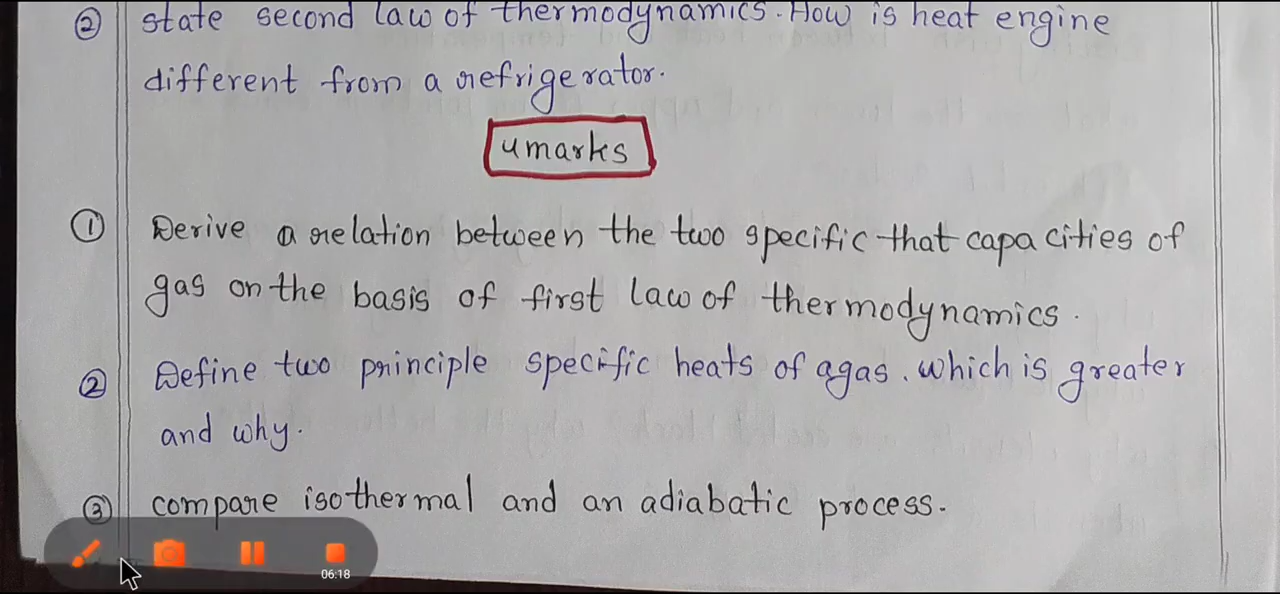 ② state second law of thermodynamics. How is heat engine
different from a refrigerator.
4marks
① Derive a relation between the two specific that capacities of
gas on the basis of first law of thermodynamics.
② Define two principle specific heats of a gas. which is greater
and why.
③ compare isothermal and an adiabatic process.
06:18